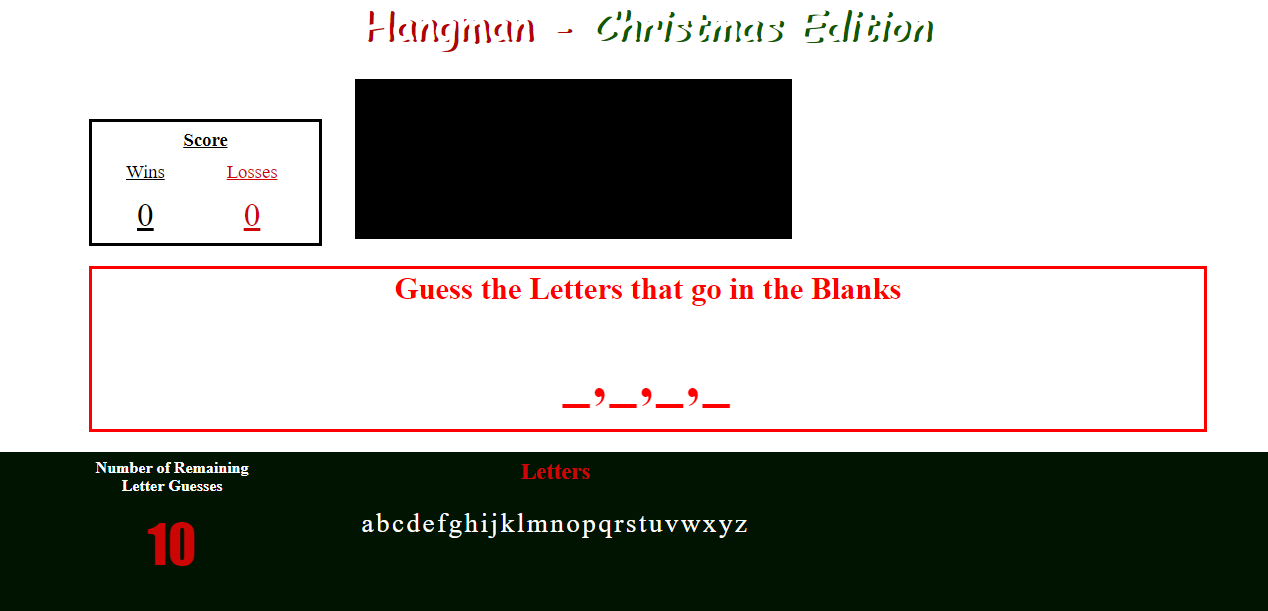 Hangman - Christmas Edition
Score
Wins Losses
0 0
Guess the Letters that go in the Blanks
_,_,_,_
Number of Remaining
Letter Guesses
10
Letters
abcdefghijklmnopqrstuvwxyz